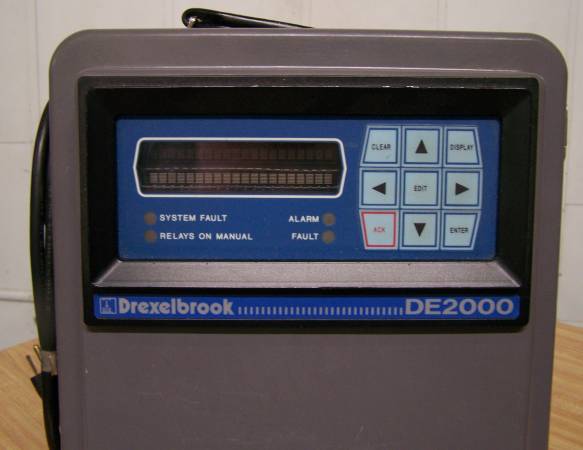 CLEAR
DISPLAY
EDIT
SYSTEM FAULT ALARM
ACK
ENTER
RELAYS ON MANUAL FAULT
Drexelbrook DE2000